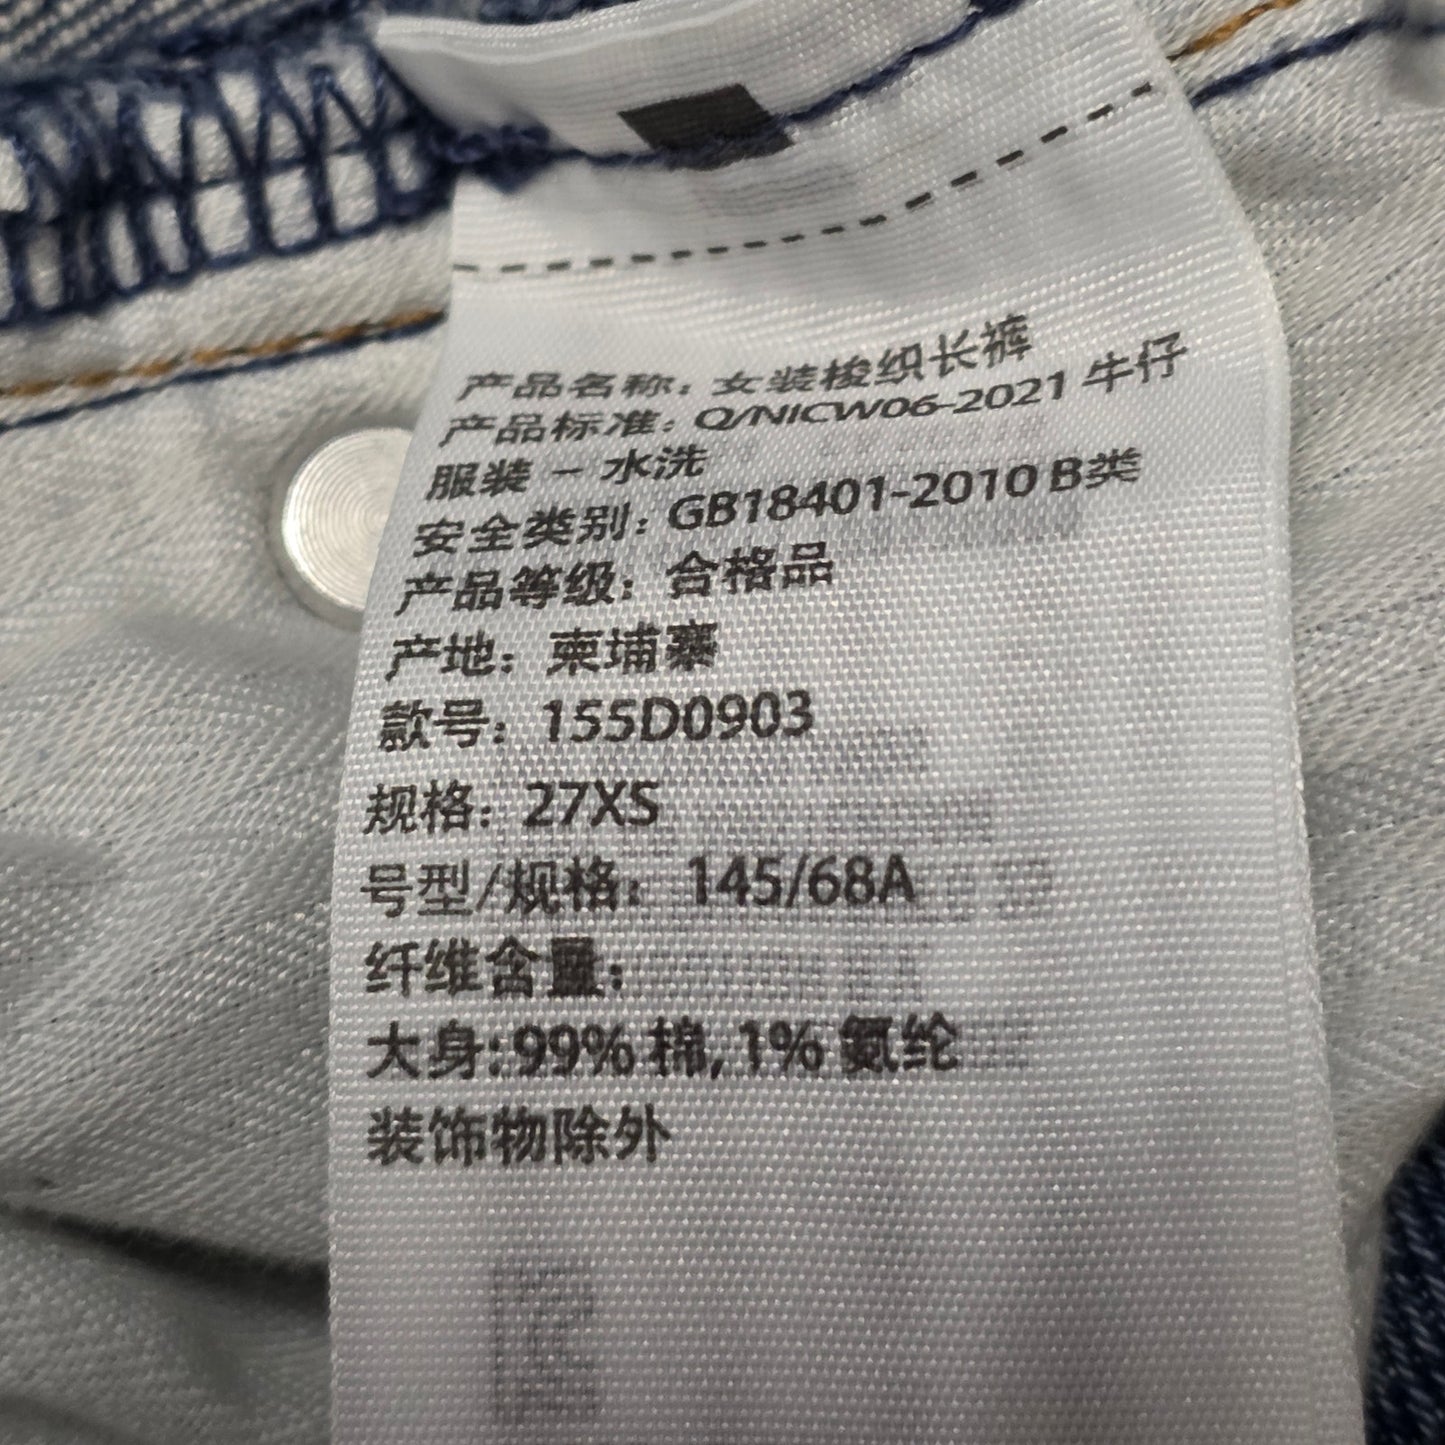 产品名称：女装梭织长裤
产品标准：Q/NICW06-2021 牛仔
服装 - 水洗
安全类别：GB18401-2010 B类
产品等级：合格品
产地：柬埔寨
款号：155D0903
规格：27XS
号型/规格： 145/68A
纤维含量：
大身:99% 棉, 1% 氨纶
装饰物除外